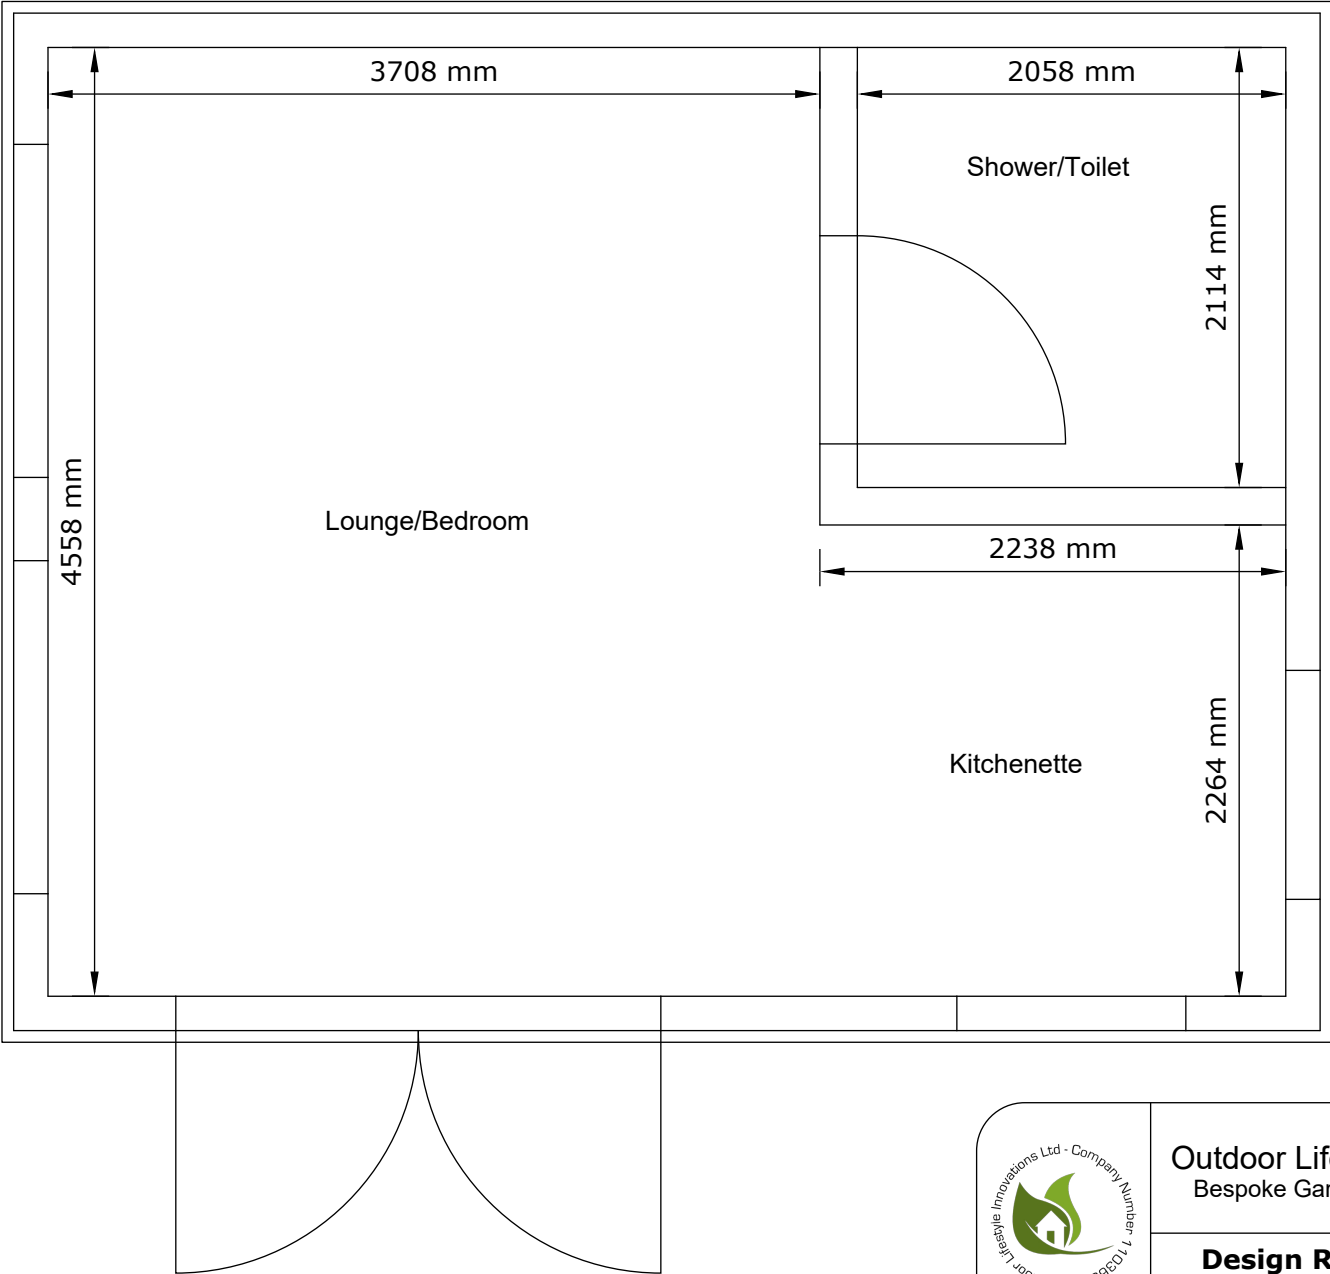 3708 mm
2058 mm
Shower/Toilet
2114 mm
4558 mm
Lounge/Bedroom
2238 mm
2264 mm
Kitchenette
Lifestyle Innovations Ltd - Company Number
Outdoor Life
Bespoke Gar
Design R